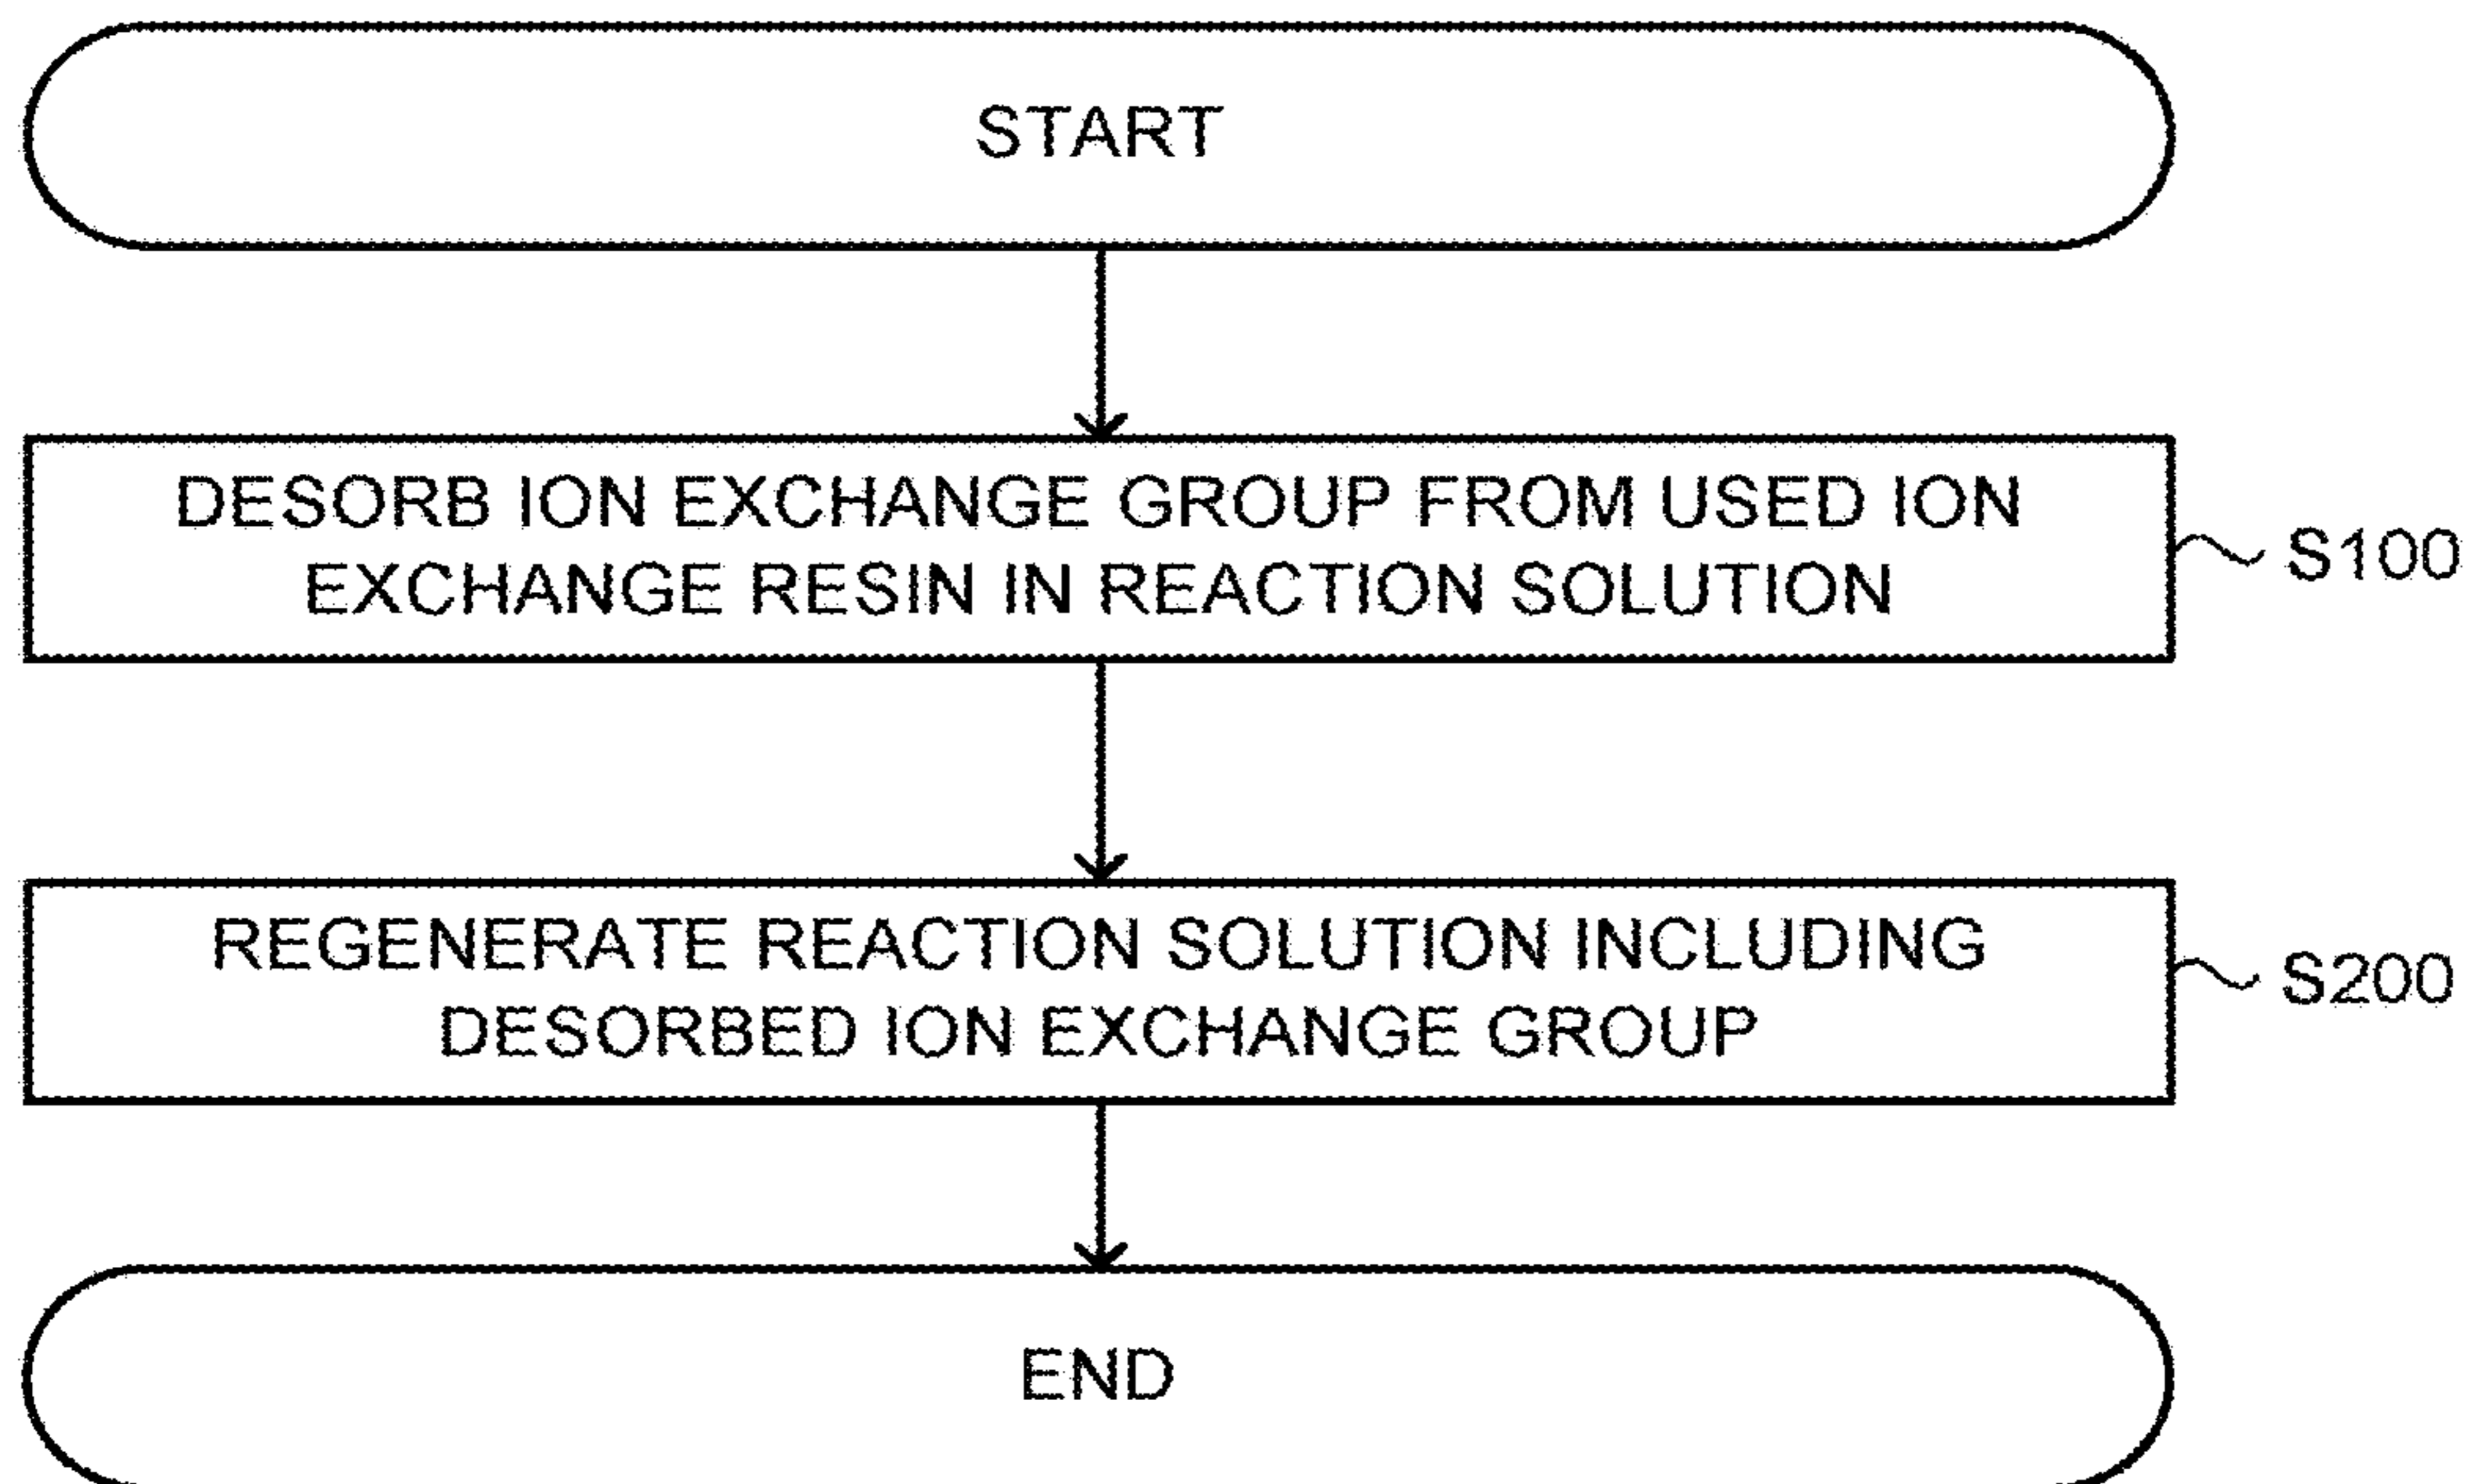 START
DESORB ION EXCHANGE GROUP FROM USED ION
EXCHANGE RESIN IN REACTION SOLUTION
S100
REGENERATE REACTION SOLUTION INCLUDING
DESORBED ION EXCHANGE GROUP
S200
END